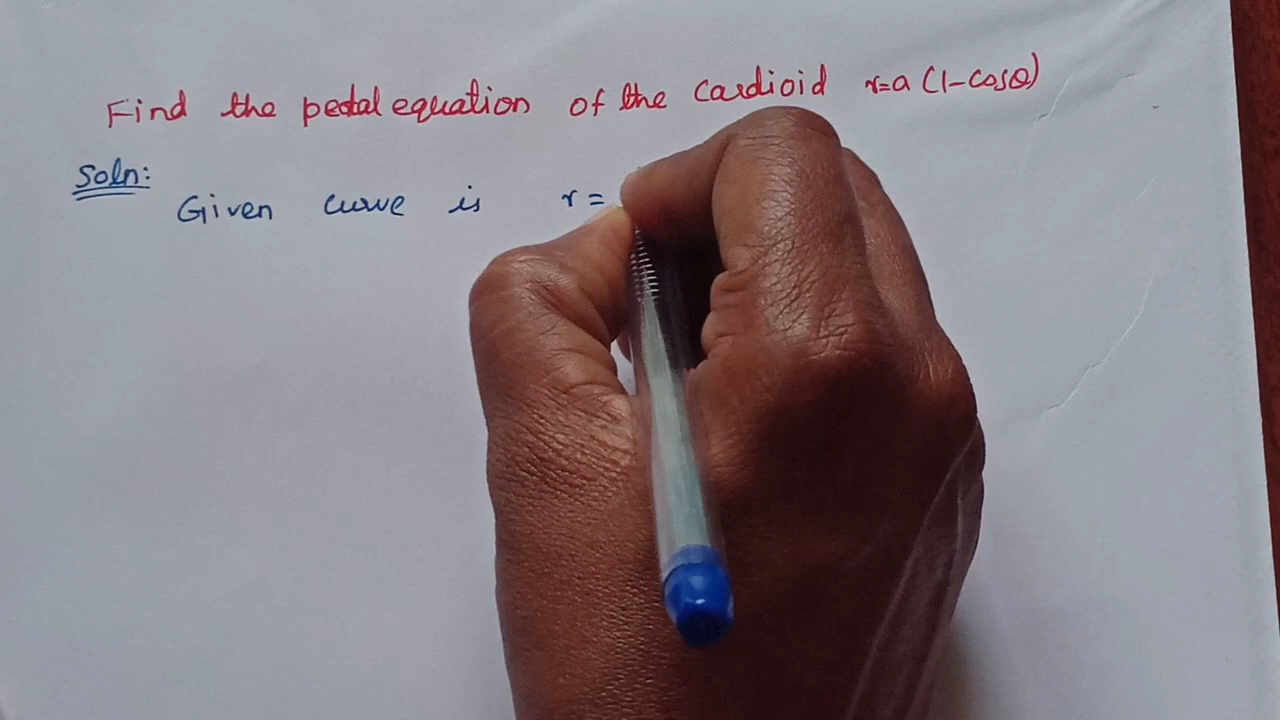 Find the pedal equation of the cardioid r=a(1-cosθ)
Soln:
Given curve is r=